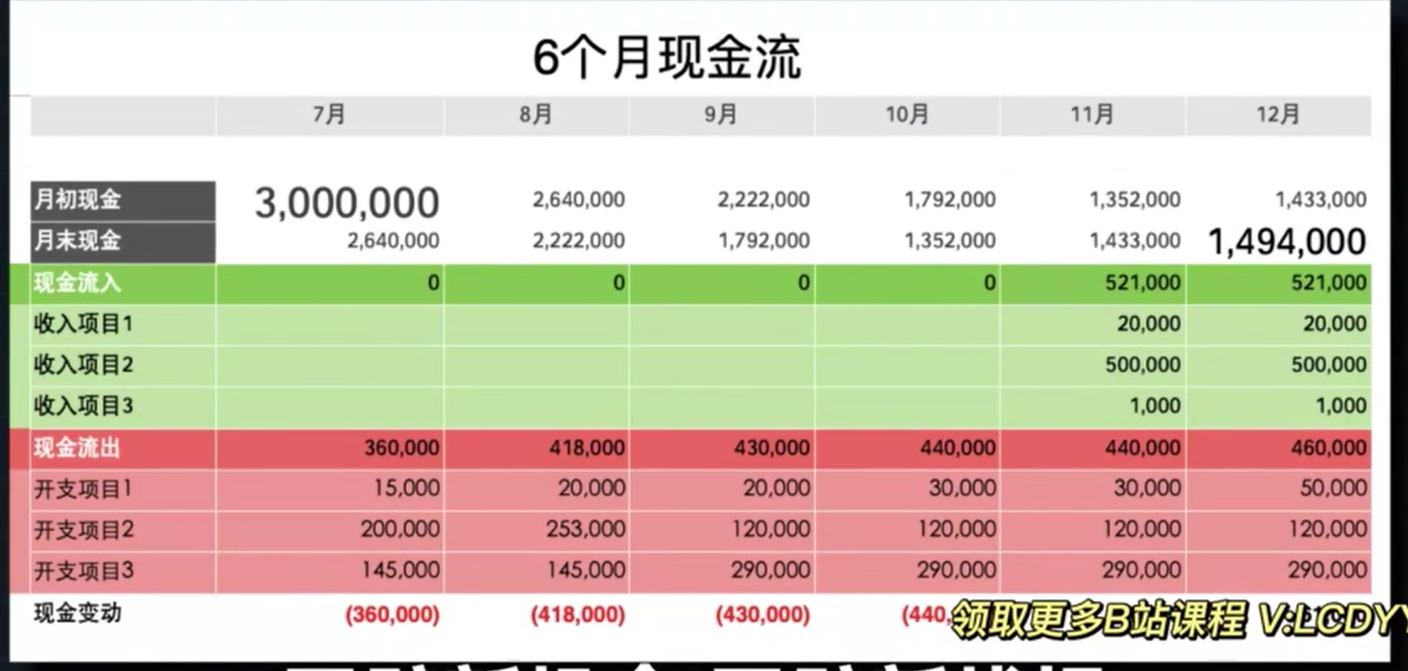 6个月现金流
7月 8月 9月 10月 11月 12月
月初现金 3,000,000 2,640,000 2,222,000 1,792,000 1,352,000 1,433,000
月末现金 2,640,000 2,222,000 1,792,000 1,352,000 1,433,000 1,494,000
现金流入 0 0 0 0 521,000 521,000
收入项目1 20,000 20,000
收入项目2 500,000 500,000
收入项目3 1,000 1,000
现金流出 360,000 418,000 430,000 440,000 440,000 460,000
开支项目1 15,000 20,000 20,000 30,000 30,000 50,000
开支项目2 200,000 253,000 120,000 120,000 120,000 120,000
开支项目3 145,000 145,000 290,000 290,000 290,000 290,000
现金变动 (360,000) (418,000) (430,000) (440,
领取更多B站课程 V:LCDYY